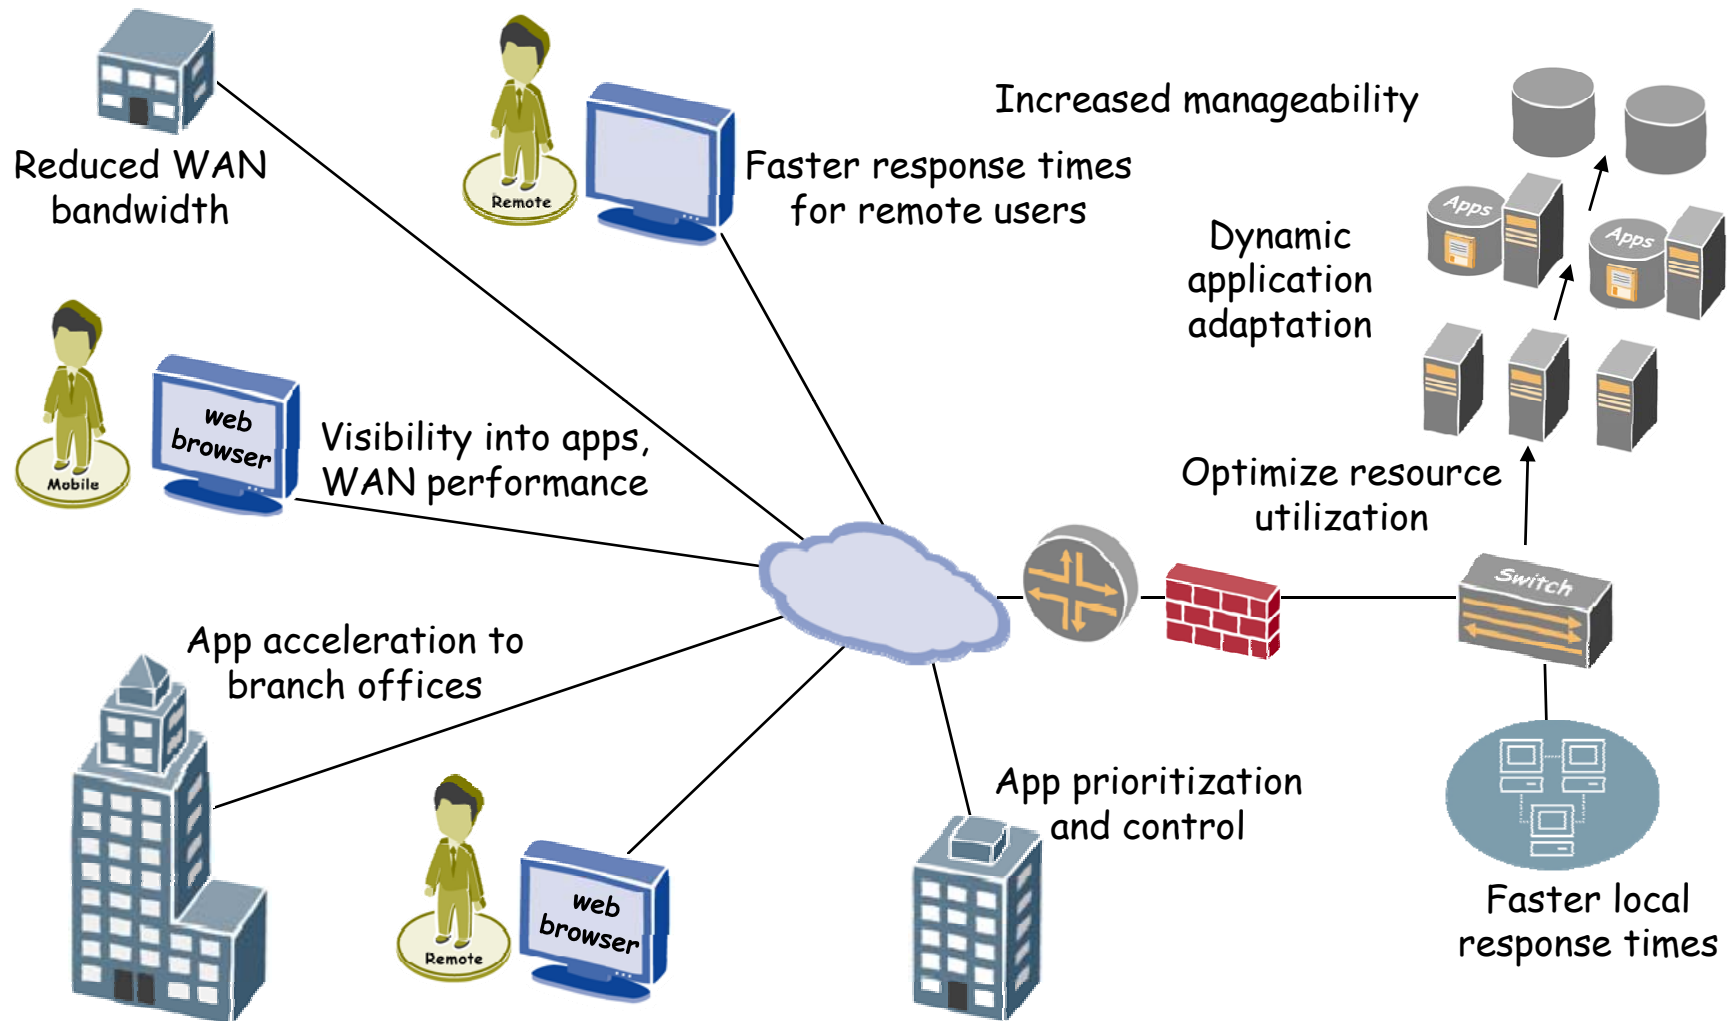 Increased manageability
Reduced WAN
bandwidth
Remote
Faster response times
for remote users
Apps
Apps
Dynamic
application
adaptation
Mobile
web
browser
Visibility into apps,
WAN performance
Optimize resource
utilization
Switch
App acceleration to
branch offices
App prioritization
and control
Remote
web
browser
Faster local
response times